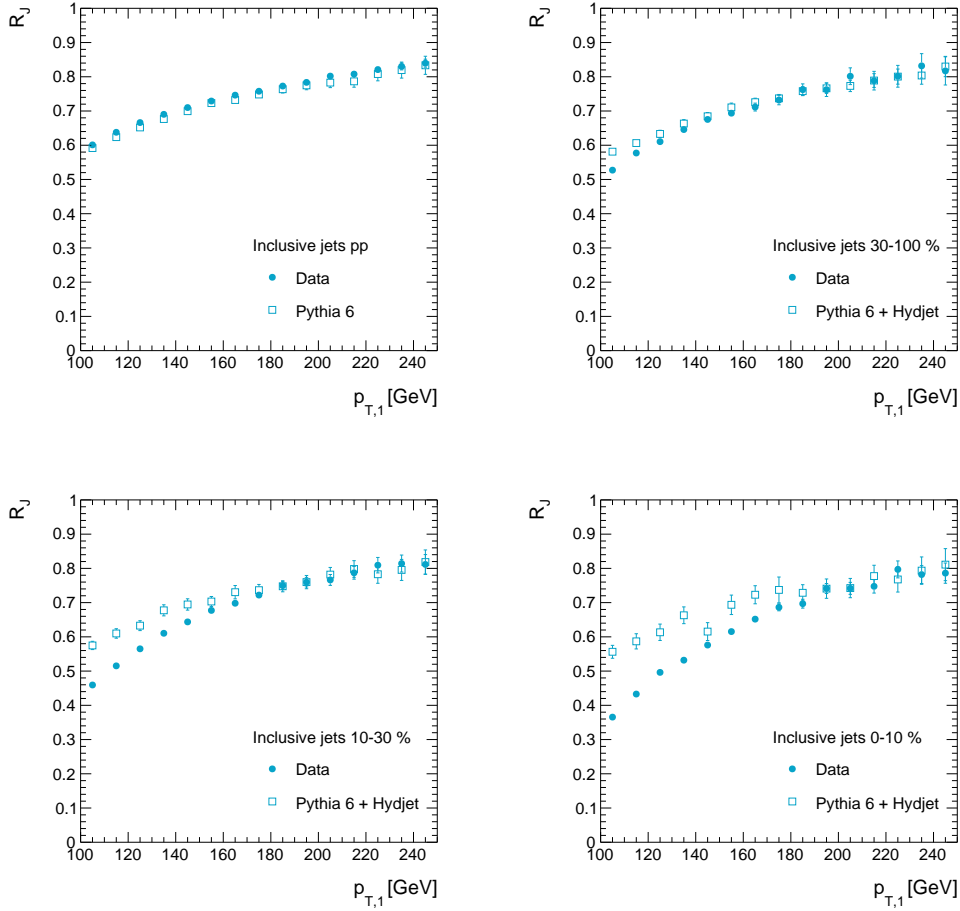 R_J
1
0.9
0.8
0.7
0.6
0.5
0.4
0.3
0.2
0.1
0
Inclusive jets pp
Data
Pythia 6
100 120 140 160 180 200 220 240
p_T,1 [GeV]
R_J
1
0.9
0.8
0.7
0.6
0.5
0.4
0.3
0.2
0.1
0
Inclusive jets 30-100 %
Data
Pythia 6 + Hydjet
100 120 140 160 180 200 220 240
p_T,1 [GeV]
R_J
1
0.9
0.8
0.7
0.6
0.5
0.4
0.3
0.2
0.1
0
Inclusive jets 10-30 %
Data
Pythia 6 + Hydjet
100 120 140 160 180 200 220 240
p_T,1 [GeV]
R_J
1
0.9
0.8
0.7
0.6
0.5
0.4
0.3
0.2
0.1
0
Inclusive jets 0-10 %
Data
Pythia 6 + Hydjet
100 120 140 160 180 200 220 240
p_T,1 [GeV]